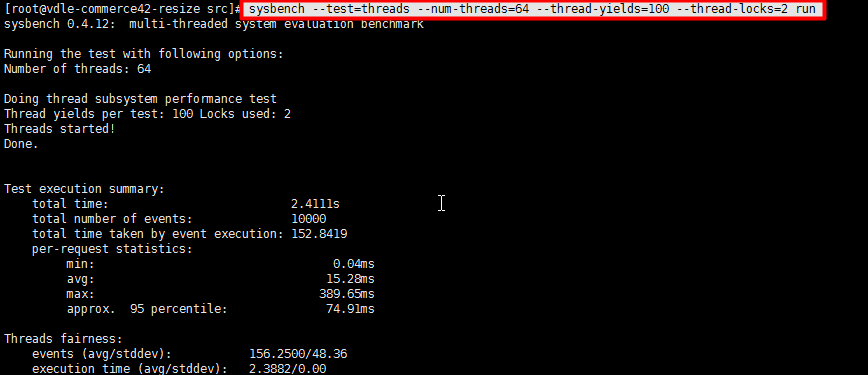 [root@vdle-commerce42-resize src]# sysbench --test=threads --num-threads=64 --thread-yields=100 --thread-locks=2 run
sysbench 0.4.12:  multi-threaded system evaluation benchmark
Running the test with following options:
Number of threads: 64
Doing thread subsystem performance test
Thread yields per test: 100 Locks used: 2
Threads started!
Done.
Test execution summary:
    total time:                          2.4111s
    total number of events:              10000
    total time taken by event execution: 152.8419
    per-request statistics:
         min:                                  0.04ms
         avg:                                 15.28ms
         max:                                389.65ms
         approx.  95 percentile:              74.91ms
Threads fairness:
    events (avg/stddev):           156.2500/48.36
    execution time (avg/stddev):   2.3882/0.00